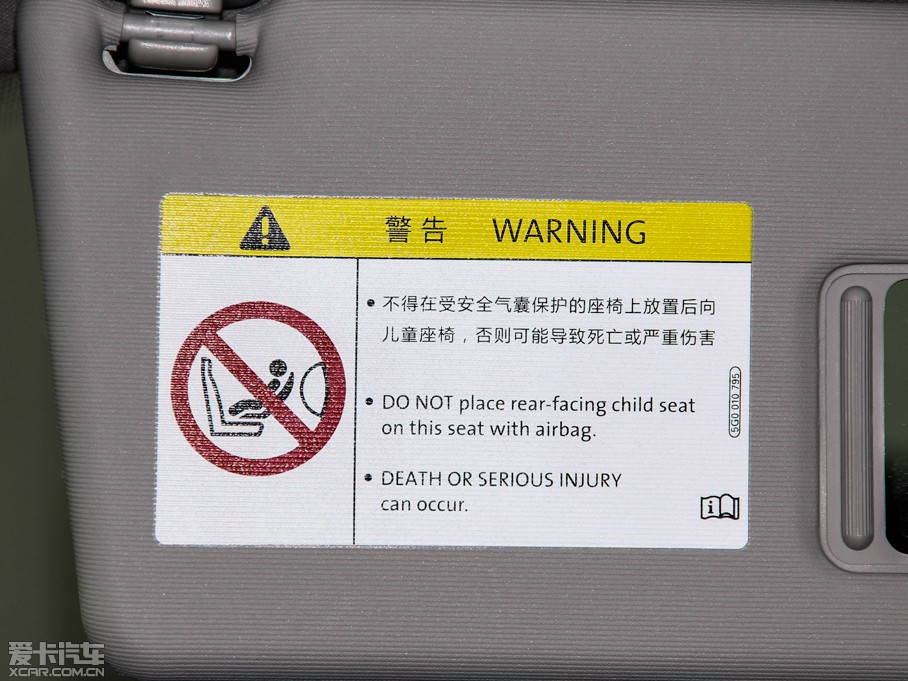 警告 WARNING
不得在受安全气囊保护的座椅上放置后向
儿童座椅，否则可能导致死亡或严重伤害
• DO NOT place rear-facing child seat
on this seat with airbag.
• DEATH OR SERIOUS INJURY
can occur.
5G0 010 795
i
爱卡汽车
XCAR.COM.CN